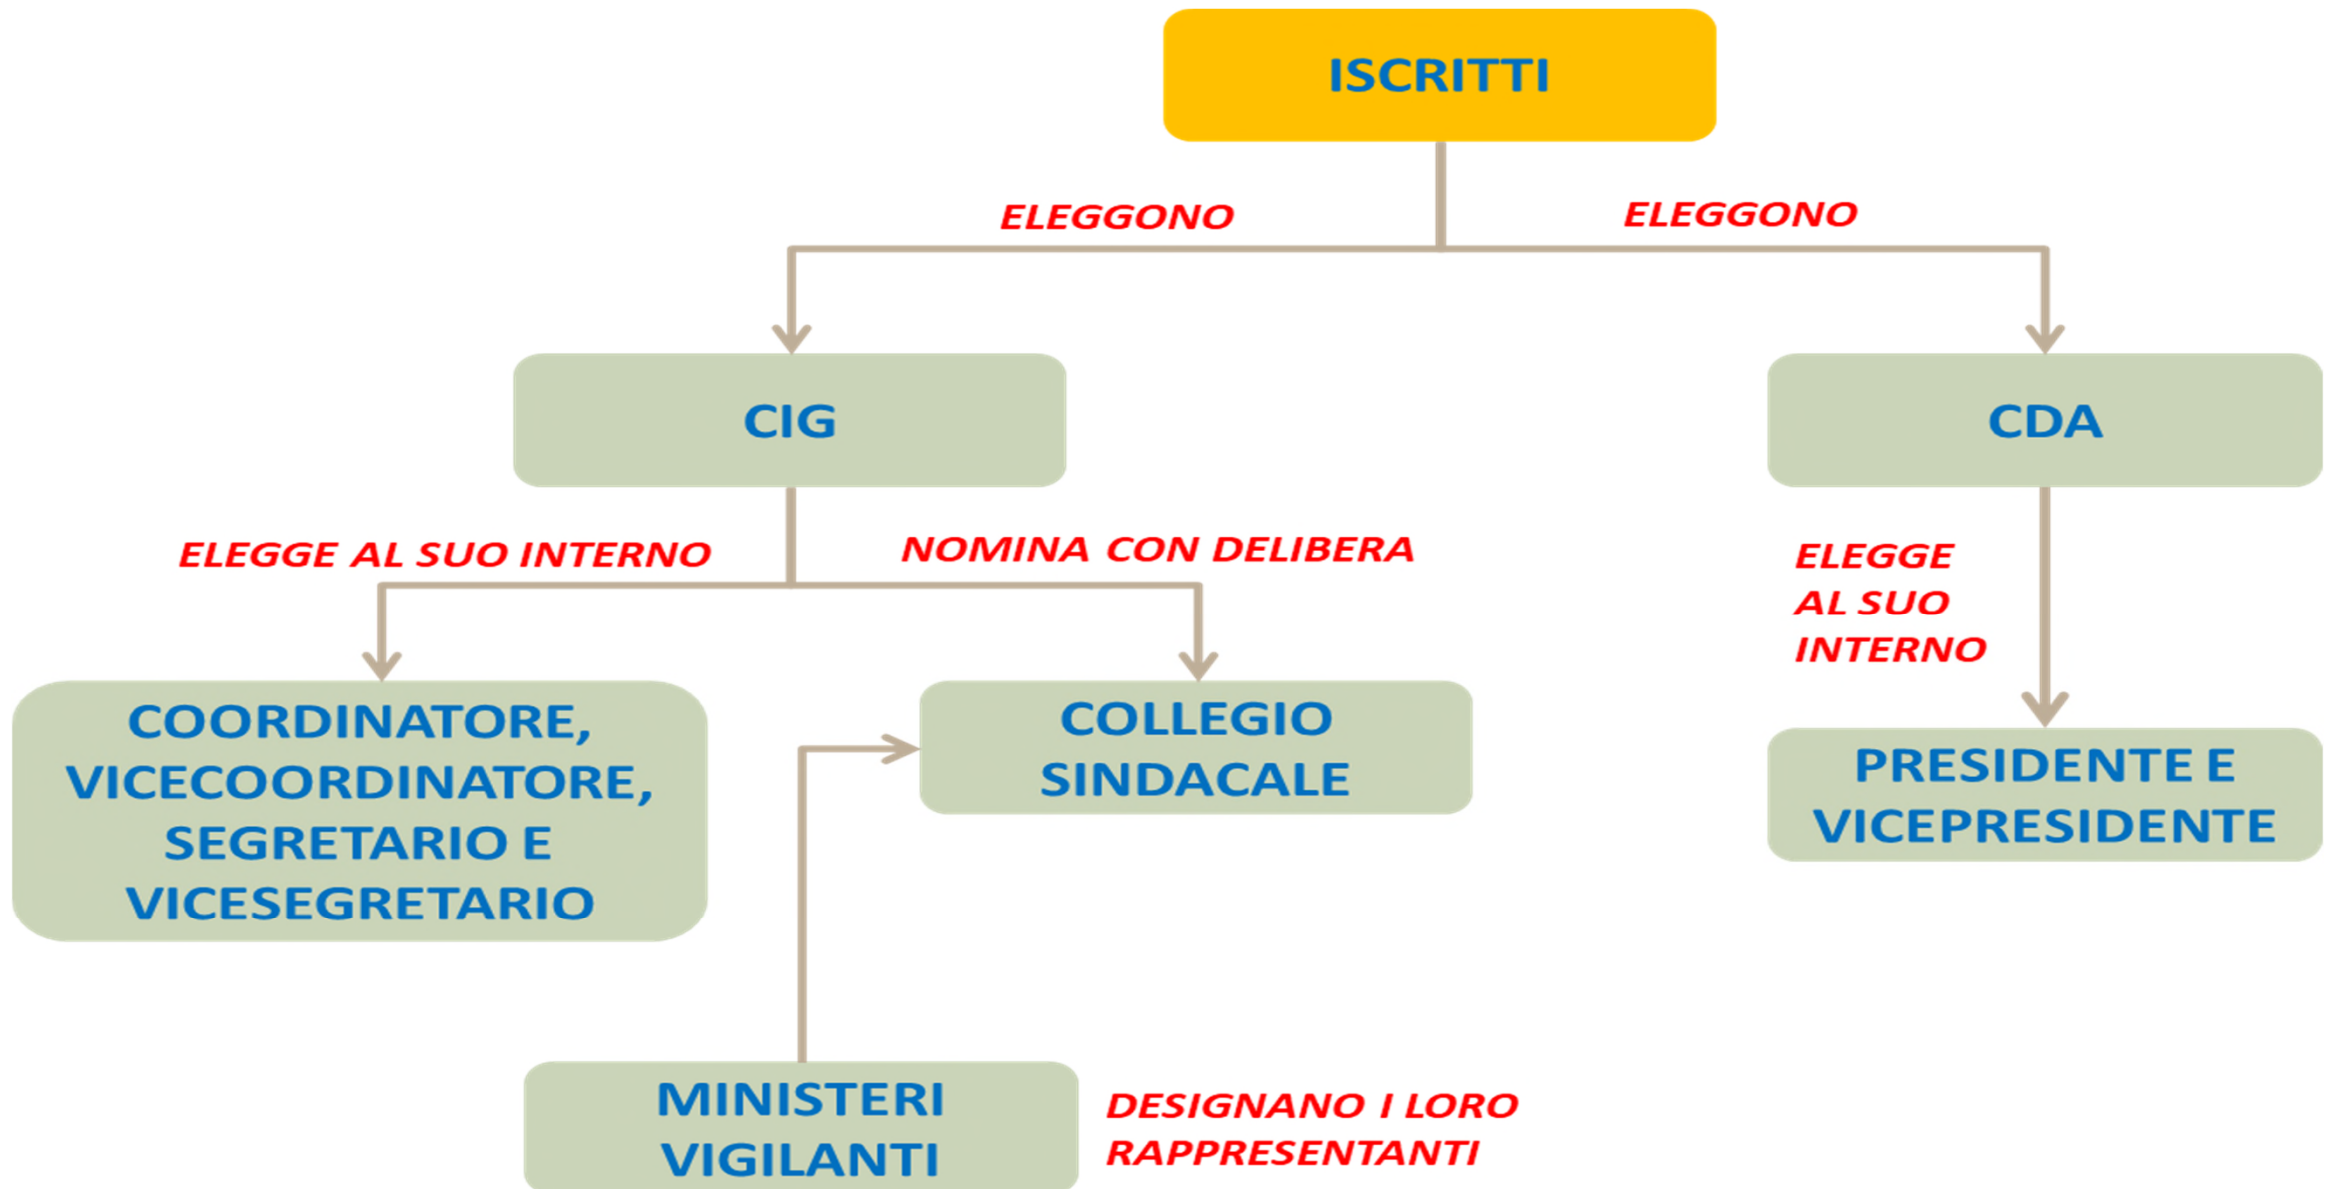 ISCRITTI
ELEGGONO
ELEGGONO
CIG
CDA
ELEGGE AL SUO INTERNO
NOMINA CON DELIBERA
ELEGGE
AL SUO
INTERNO
COORDINATORE,
VICECOORDINATORE,
SEGRETARIO E
VICESEGRETARIO
COLLEGIO
SINDACALE
PRESIDENTE E
VICEPRESIDENTE
MINISTERI
VIGILANTI
DESIGNANO I LORO
RAPPRESENTANTI